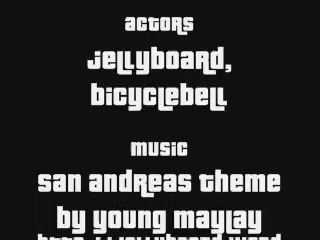 actors
jellyboard,
bicyclebell
music
san andreas theme
by young maylay